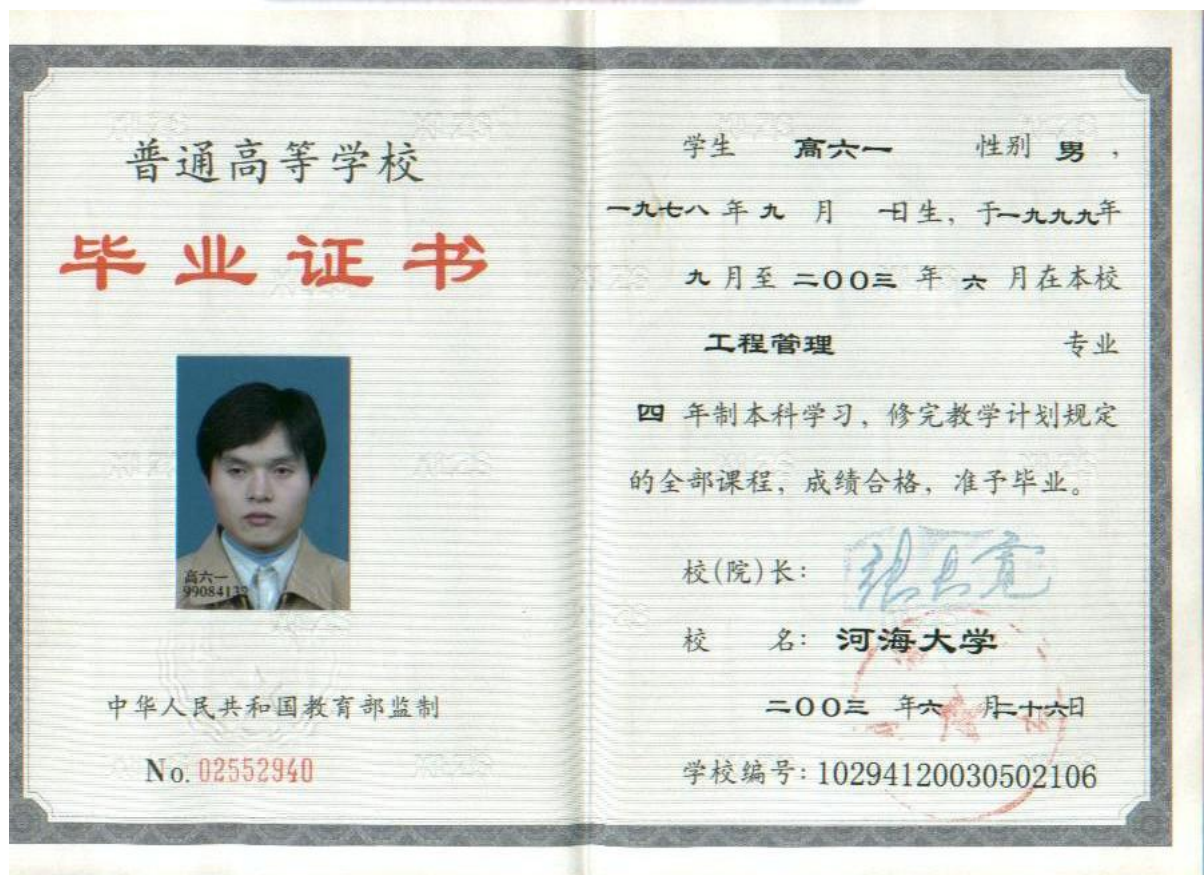 普通高等学校
毕业证书
高六一
中华人民共和国教育部监制
No. 02552940
学生 高六一 性别 男，
一九七八年九月一日生，于一九九九年
九月至二〇〇三年六月在本校
工程管理 专业
四年制本科学习，修完教学计划规定
的全部课程，成绩合格，准予毕业。
校(院)长：
校 名：河海大学
二〇〇三年六月二十六日
学校编号：10294120030502106